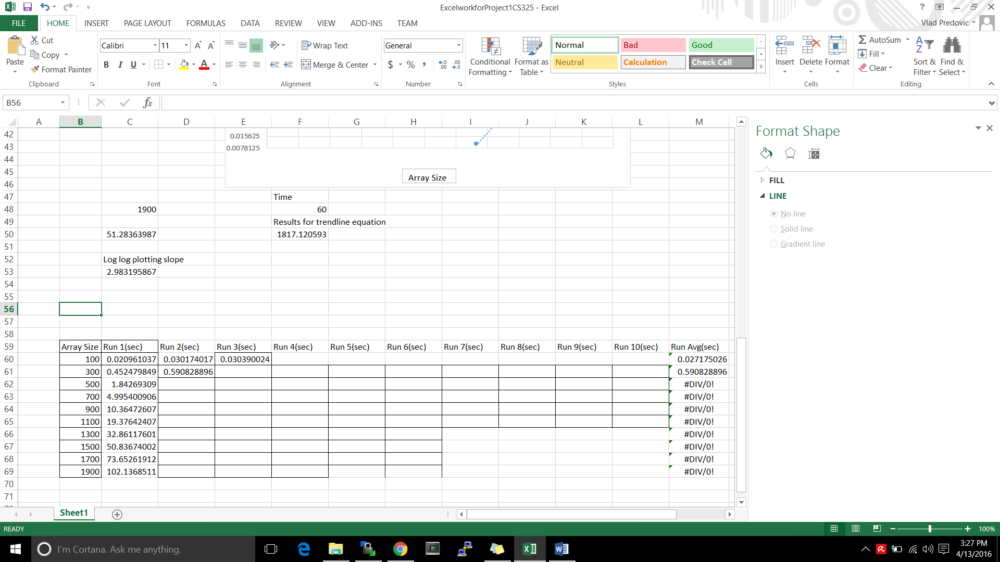 ExcelworkforProject1CS325 - Excel
?
FILE HOME INSERT PAGE LAYOUT FORMULAS DATA REVIEW VIEW ADD-INS TEAM Vlad Predovic
Paste
Cut
Copy
Format Painter
Clipboard
Calibri 11
B I U
Font
Wrap Text
Merge & Center
Alignment
General
$ % ,
Number
Conditional Formatting
Format as Table
Normal Bad Good
Neutral Calculation Check Cell
Styles
Insert Delete Format
Cells
AutoSum
Fill
Clear
Sort & Filter
Find & Select
Editing
B56
fx
A B C D E F G H I J K L M
42 0.015625
43 0.0078125
44
45
46 Array Size
47 Time
48 1900 60
49 Results for trendline equation
50 51.28363987 1817.120593
51
52 Log log plotting slope
53 2.983195867
54
55
56
57
58
59 Array Size Run 1(sec) Run 2(sec) Run 3(sec) Run 4(sec) Run 5(sec) Run 6(sec) Run 7(sec) Run 8(sec) Run 9(sec) Run 10(sec) Run Avg(sec)
60 100 0.020961037 0.030174017 0.030390024 0.027175026
61 300 0.452479849 0.590828896 0.590828896
62 500 1.84269309 #DIV/0!
63 700 4.995400906 #DIV/0!
64 900 10.36472607 #DIV/0!
65 1100 19.37642407 #DIV/0!
66 1300 32.86117601 #DIV/0!
67 1500 50.83674002 #DIV/0!
68 1700 73.65261912 #DIV/0!
69 1900 102.1368511 #DIV/0!
70
71
Format Shape
FILL
LINE
No line
Solid line
Gradient line
Sheet1
READY 100%
I'm Cortana. Ask me anything.
3:27 PM
4/13/2016